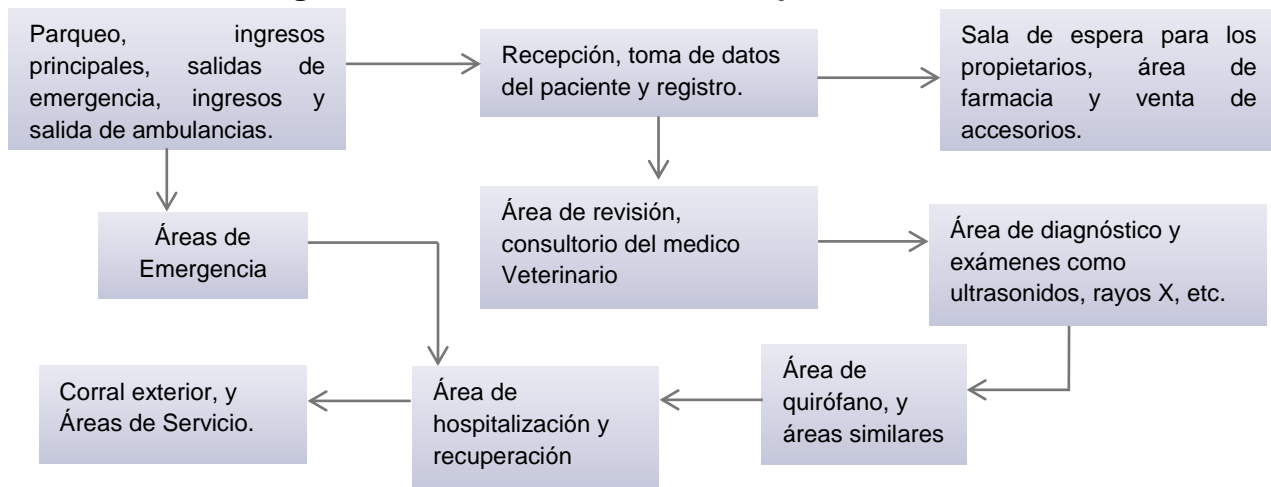 Parqueo, ingresos
principales, salidas de
emergencia, ingresos y
salida de ambulancias.
Recepción, toma de datos
del paciente y registro.
Sala de espera para los
propietarios, área de
farmacia y venta de
accesorios.
Áreas de
Emergencia
Área de revisión,
consultorio del medico
Veterinario
Área de diagnóstico y
exámenes como
ultrasonidos, rayos X, etc.
Corral exterior, y
Áreas de Servicio.
Área de
hospitalización y
recuperación
Área de
quirófano, y
áreas similares